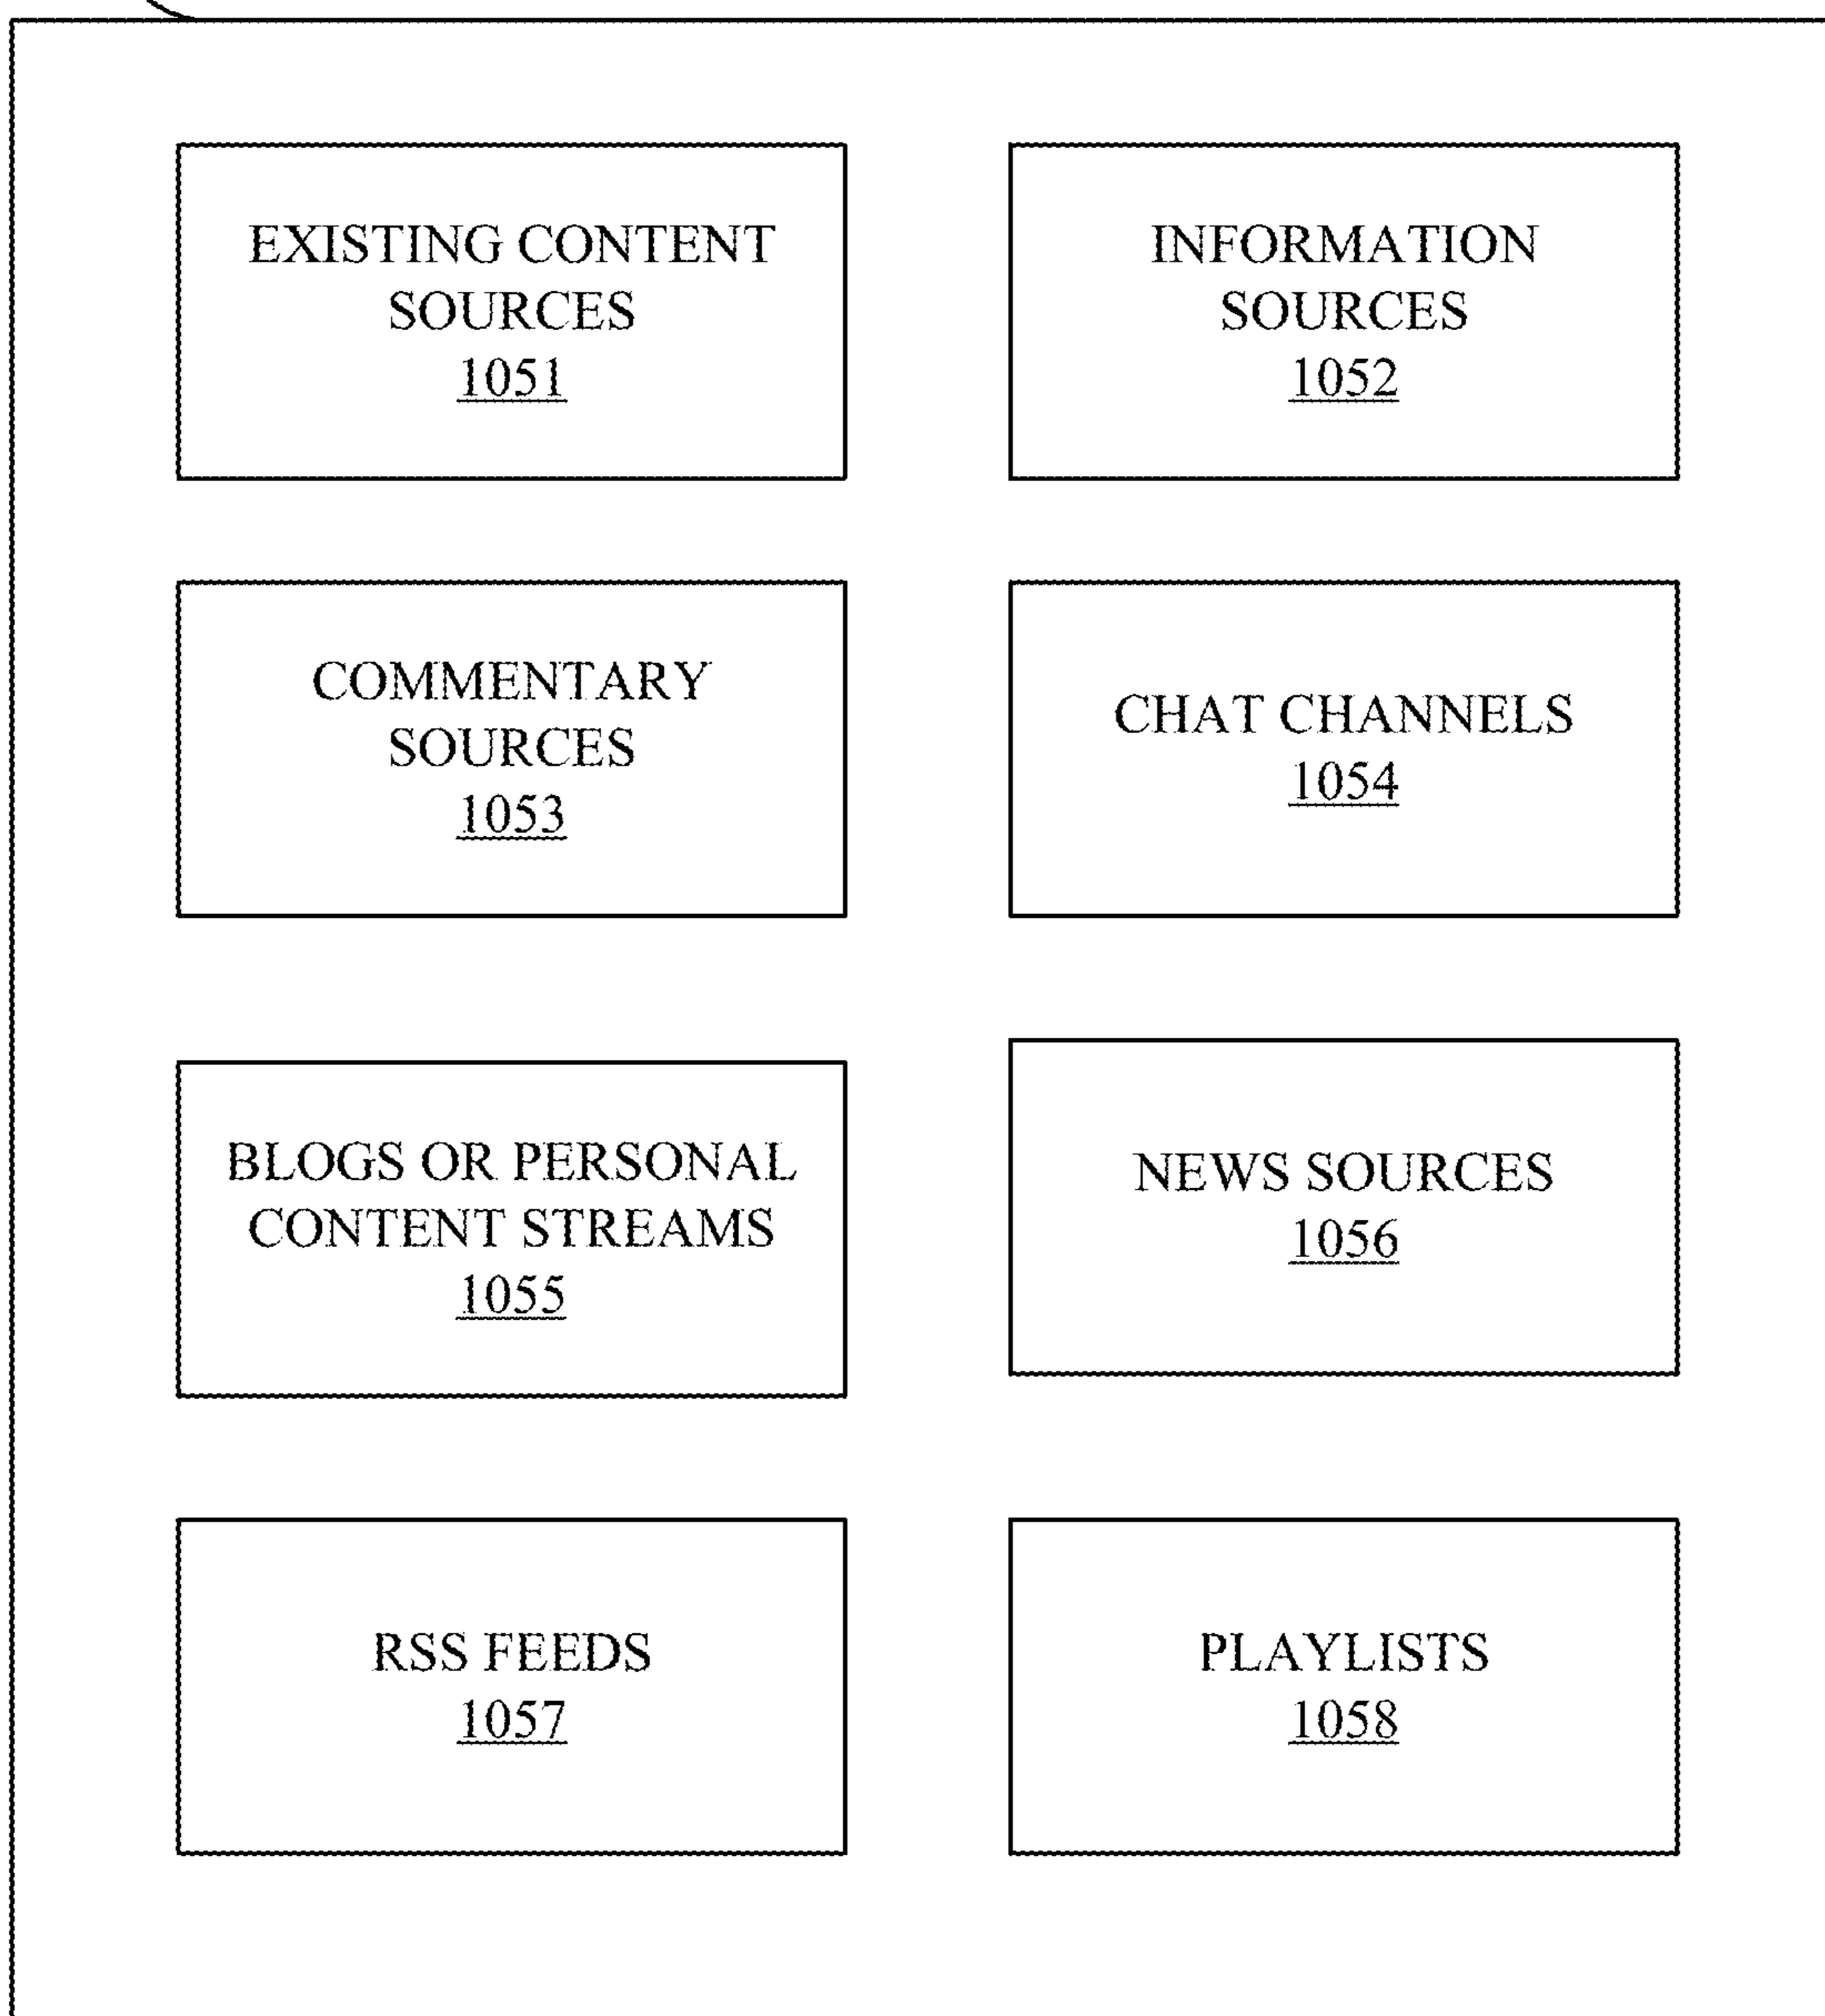 EXISTING CONTENT
SOURCES
1051
INFORMATION
SOURCES
1052
COMMENTARY
SOURCES
1053
CHAT CHANNELS
1054
BLOGS OR PERSONAL
CONTENT STREAMS
1055
NEWS SOURCES
1056
RSS FEEDS
1057
PLAYLISTS
1058